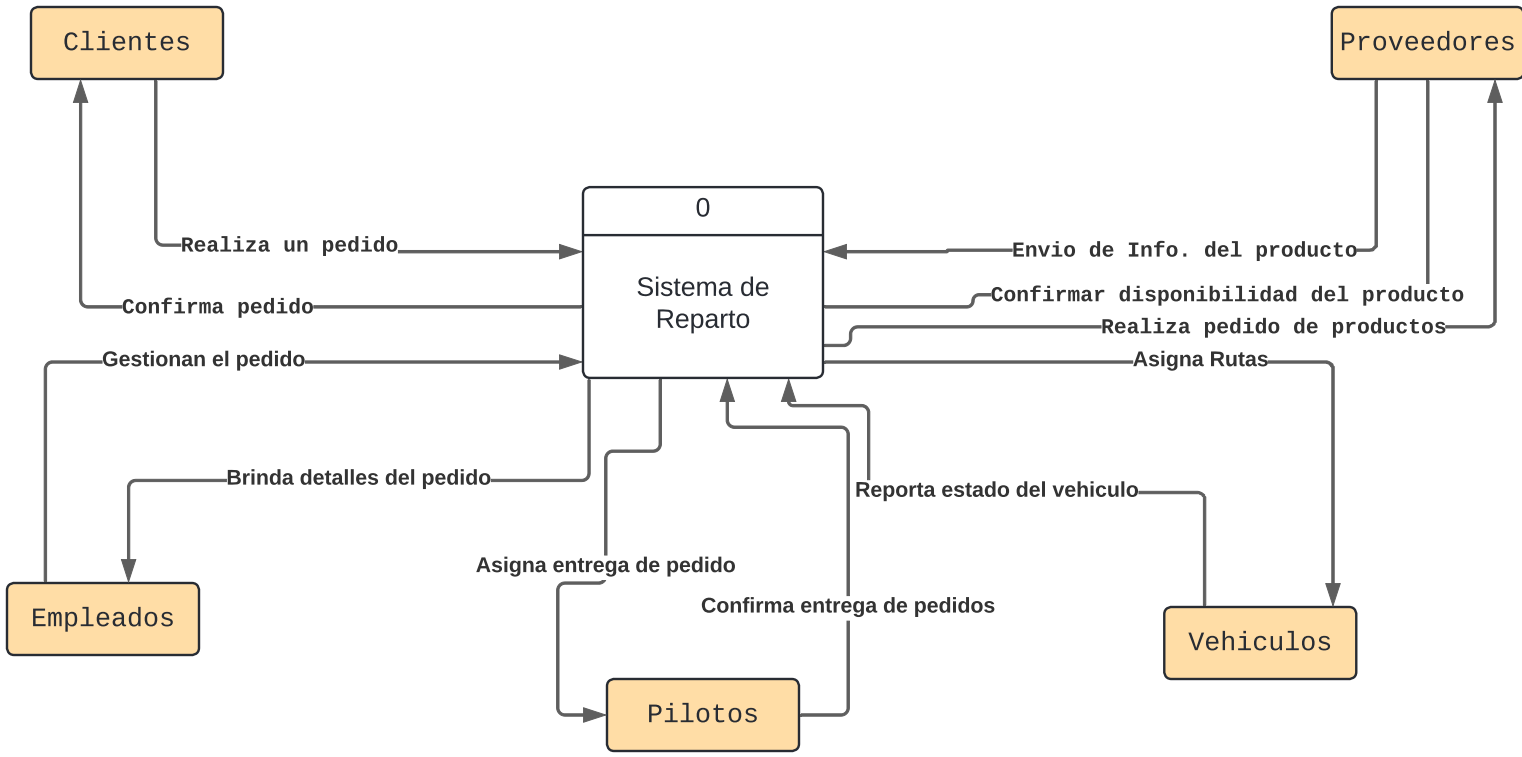 Clientes
Proveedores
0
Sistema de
Reparto
Realiza un pedido
Envio de Info. del producto
Confirma pedido
Confirmar disponibilidad del producto
Realiza pedido de productos
Gestionan el pedido
Asigna Rutas
Brinda detalles del pedido
Reporta estado del vehiculo
Asigna entrega de pedido
Confirma entrega de pedidos
Empleados
Vehiculos
Pilotos